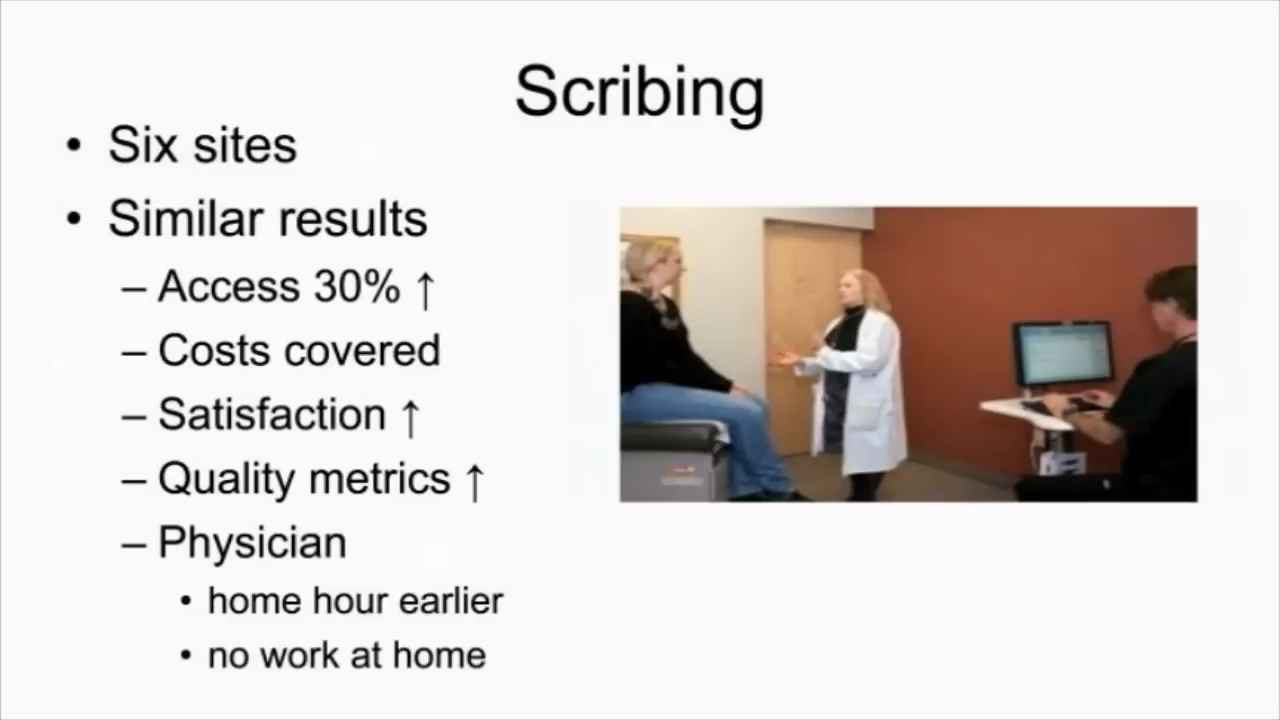 Scribing
• Six sites
• Similar results
– Access 30% ↑
– Costs covered
– Satisfaction ↑
– Quality metrics ↑
– Physician
• home hour earlier
• no work at home